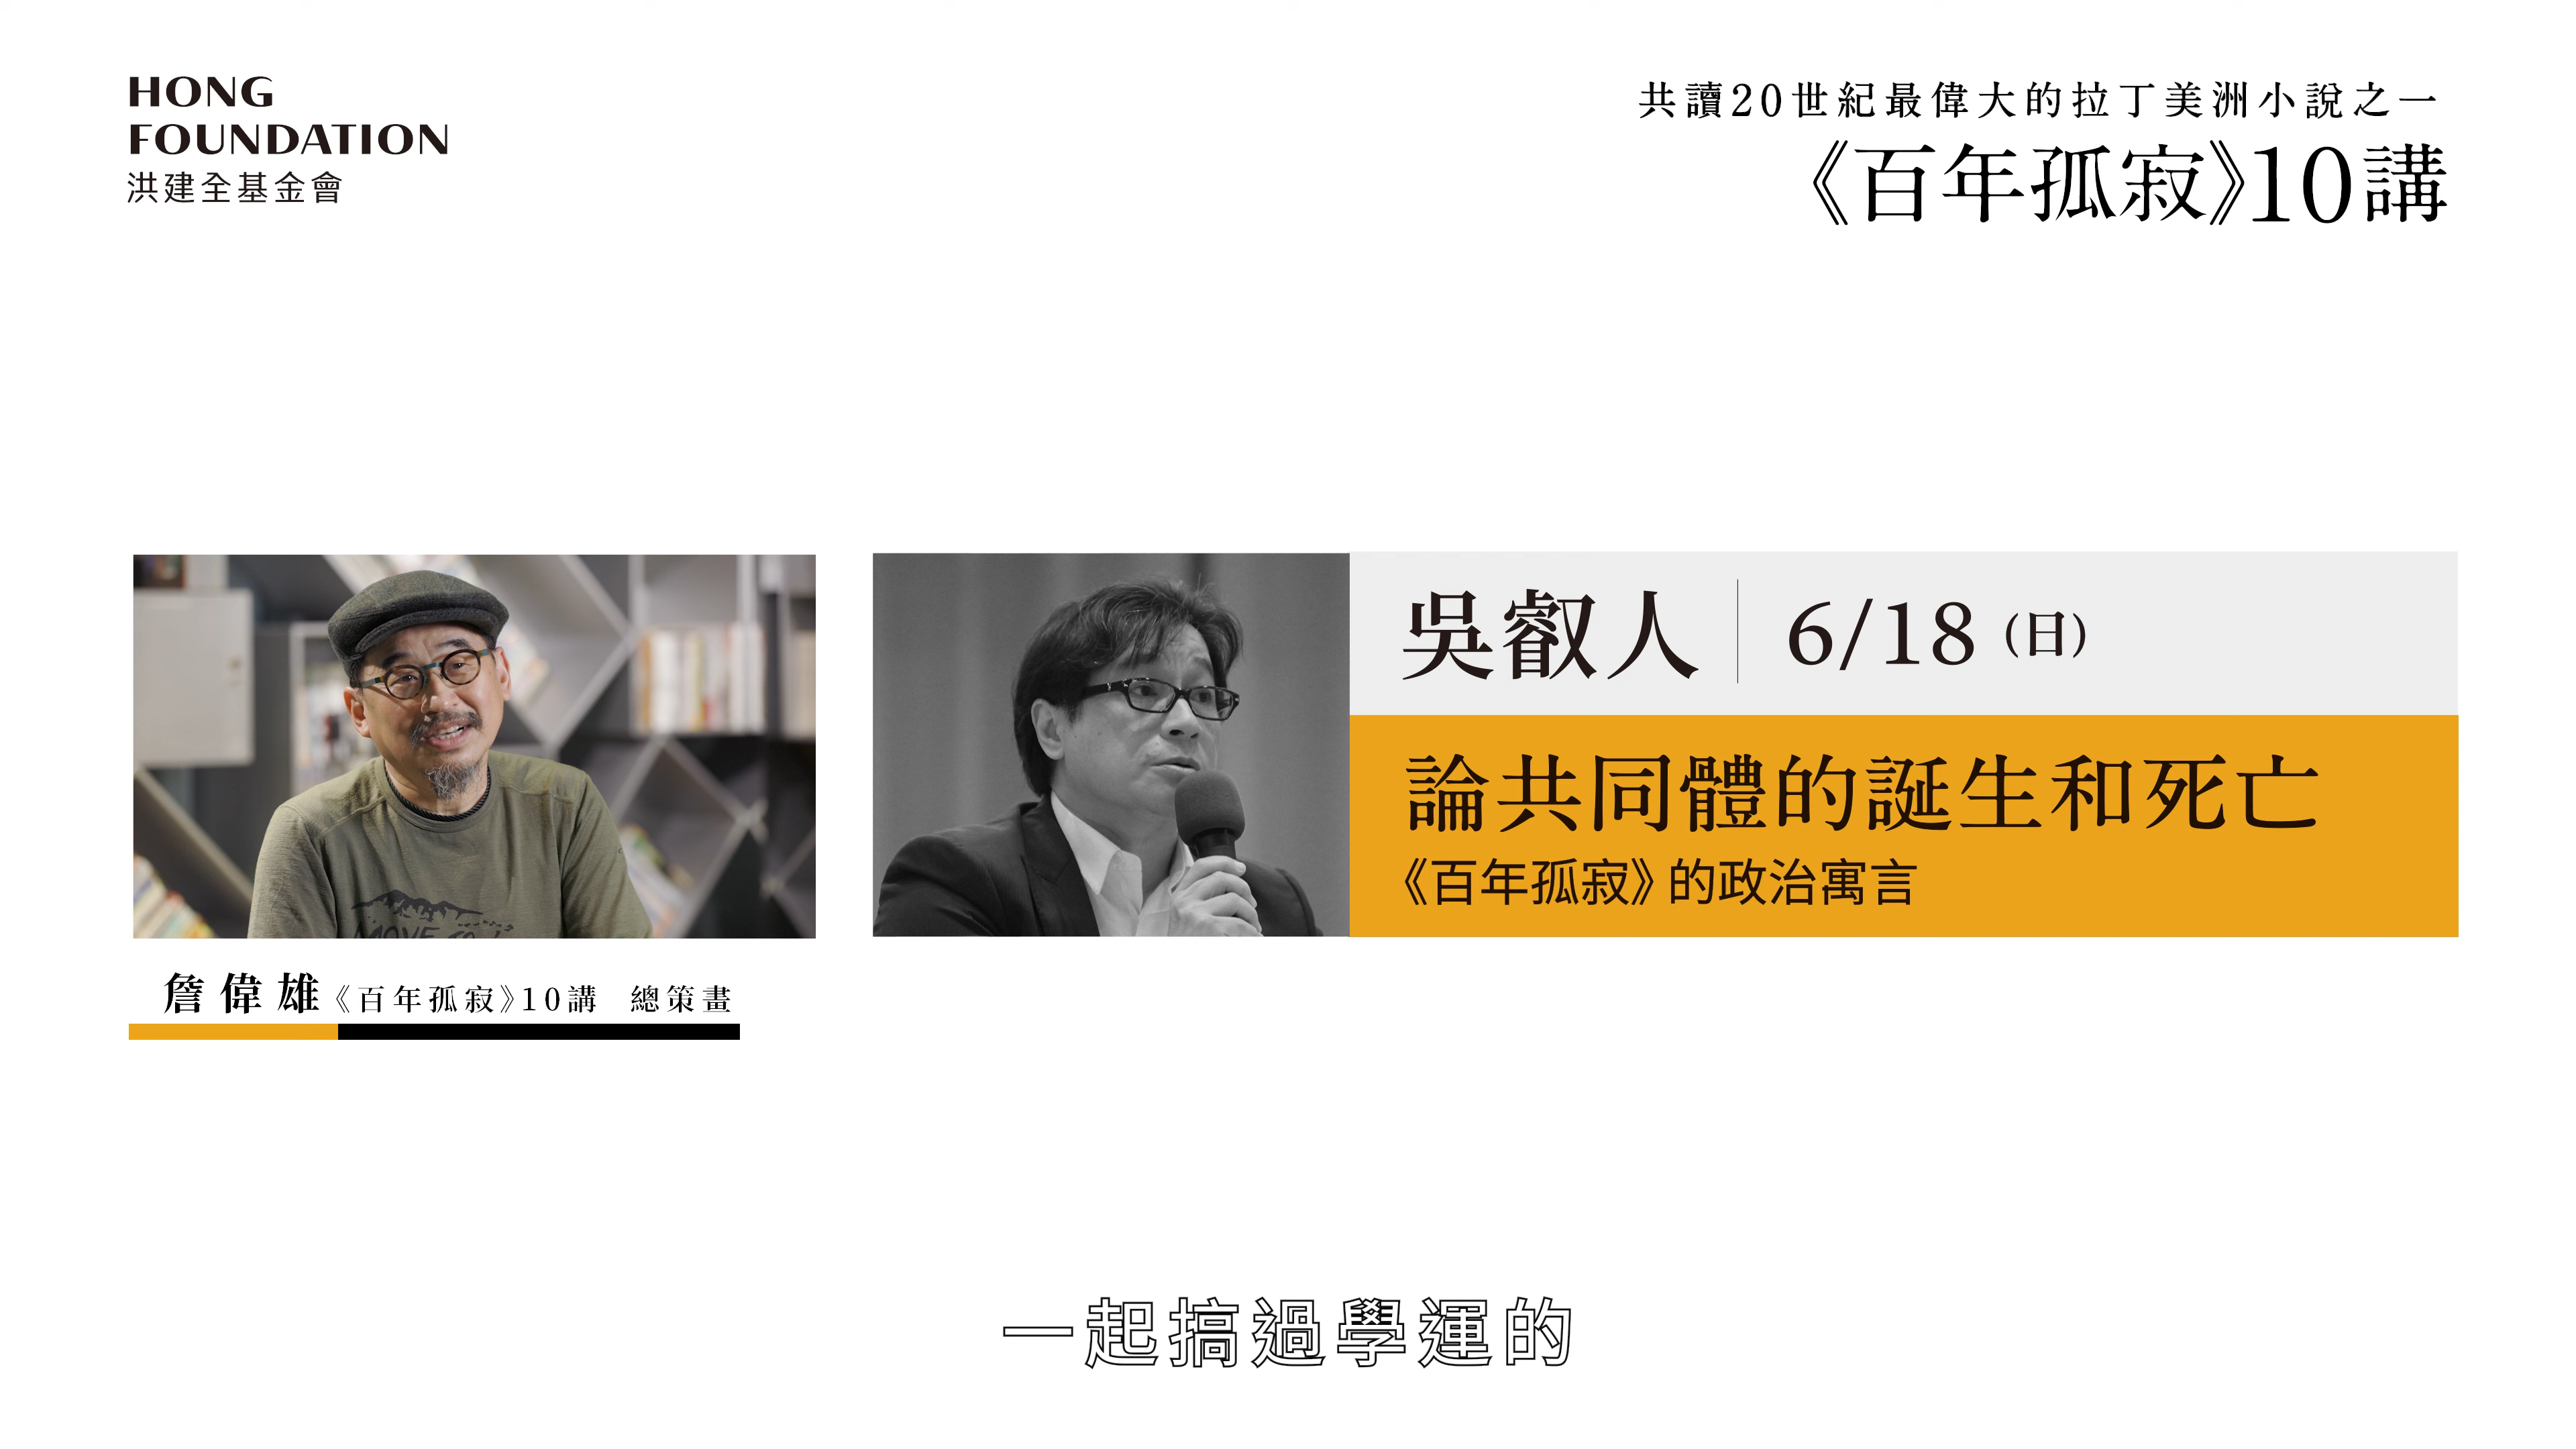 HONG
FOUNDATION
洪建全基金會
共讀20世紀最偉大的拉丁美洲小說之一
《百年孤寂》10講
吳叡人 6/18 (日)
論共同體的誕生和死亡
《百年孤寂》的政治寓言
詹偉雄《百年孤寂》10講 總策畫
一起搞過學運的